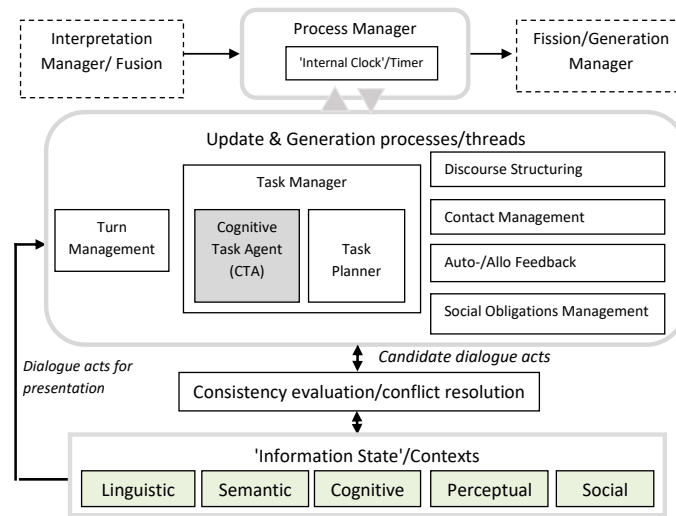 Interpretation
Manager/ Fusion
Process Manager
'Internal Clock'/Timer
Fission/Generation
Manager
Update & Generation processes/threads
Turn
Management
Task Manager
Cognitive
Task Agent
(CTA)
Task
Planner
Discourse Structuring
Contact Management
Auto-/Allo Feedback
Social Obligations Management
Dialogue acts for
presentation
Candidate dialogue acts
Consistency evaluation/conflict resolution
'Information State'/Contexts
Linguistic
Semantic
Cognitive
Perceptual
Social